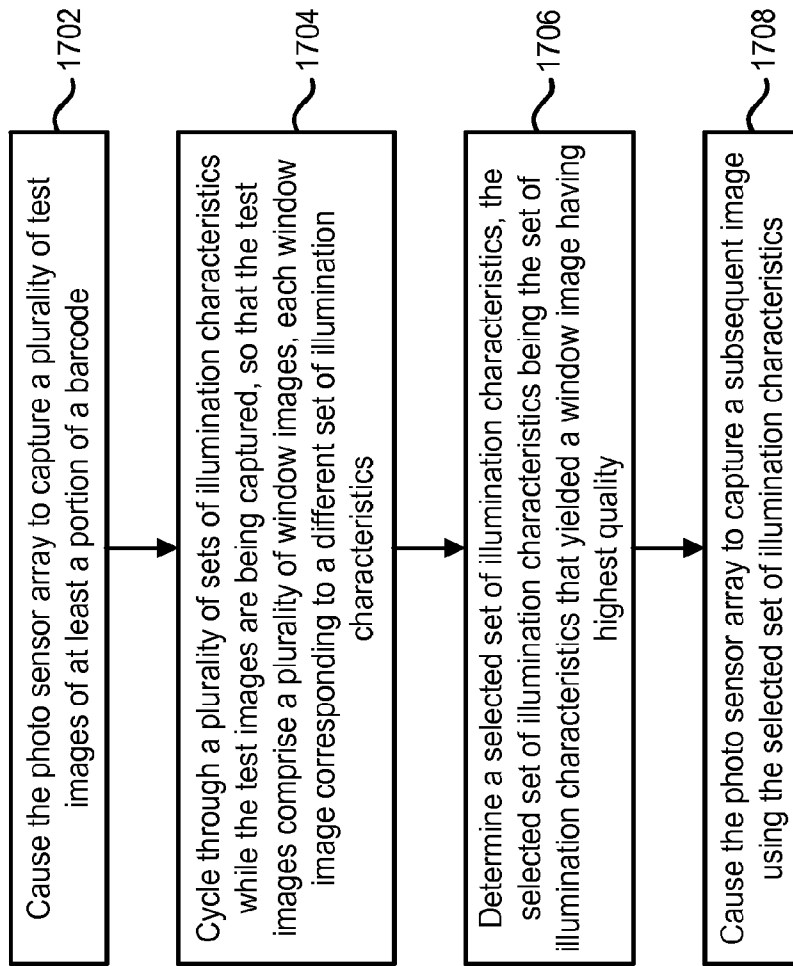 Cause the photo sensor array to capture a plurality of test
images of at least a portion of a barcode
1702
Cycle through a plurality of sets of illumination characteristics
while the test images are being captured, so that the test
images comprise a plurality of window images, each window
image corresponding to a different set of illumination
characteristics
1704
Determine a selected set of illumination characteristics, the
selected set of illumination characteristics being the set of
illumination characteristics that yielded a window image having
highest quality
1706
Cause the photo sensor array to capture a subsequent image
using the selected set of illumination characteristics
1708